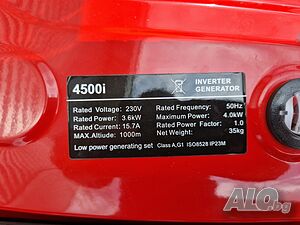 4500i
INVERTER
GENERATOR
Rated Voltage: 230V
Rated Frequency: 50Hz
Rated Power: 3.6kW
Maximum Power: 4.0kW
Rated Current: 15.7A
Rated Power Factor: 1.0
MAX.Altiude: 1000m
Net Weight: 35kg
Low power generating set Class A,G1 ISO8528 IP23M
ALO.bg